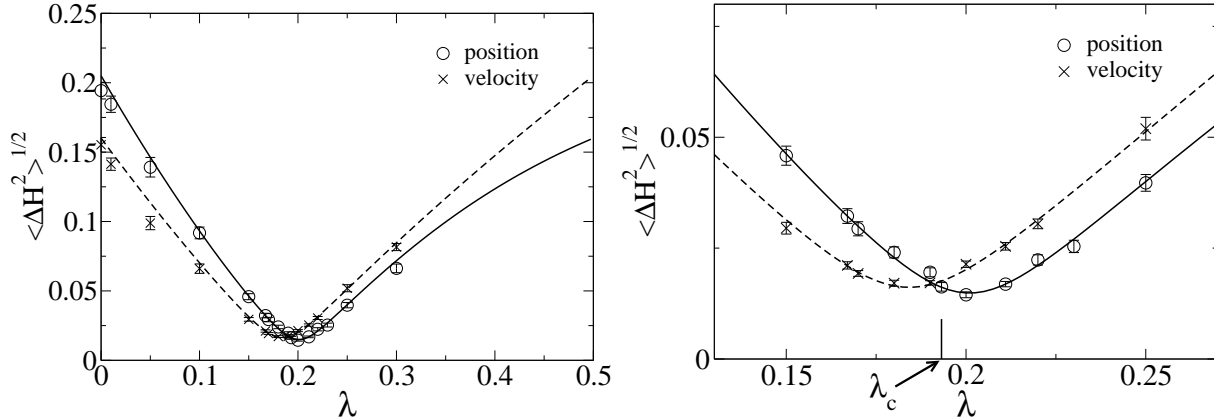 0.25
0.2
0.15
0.1
0.05
0
<ΔH²>^{1/2}
position
velocity
0 0.1 0.2 0.3 0.4 0.5
λ
0.05
0
<ΔH²>^{1/2}
position
velocity
0.15 0.2 0.25
λ_c
λ